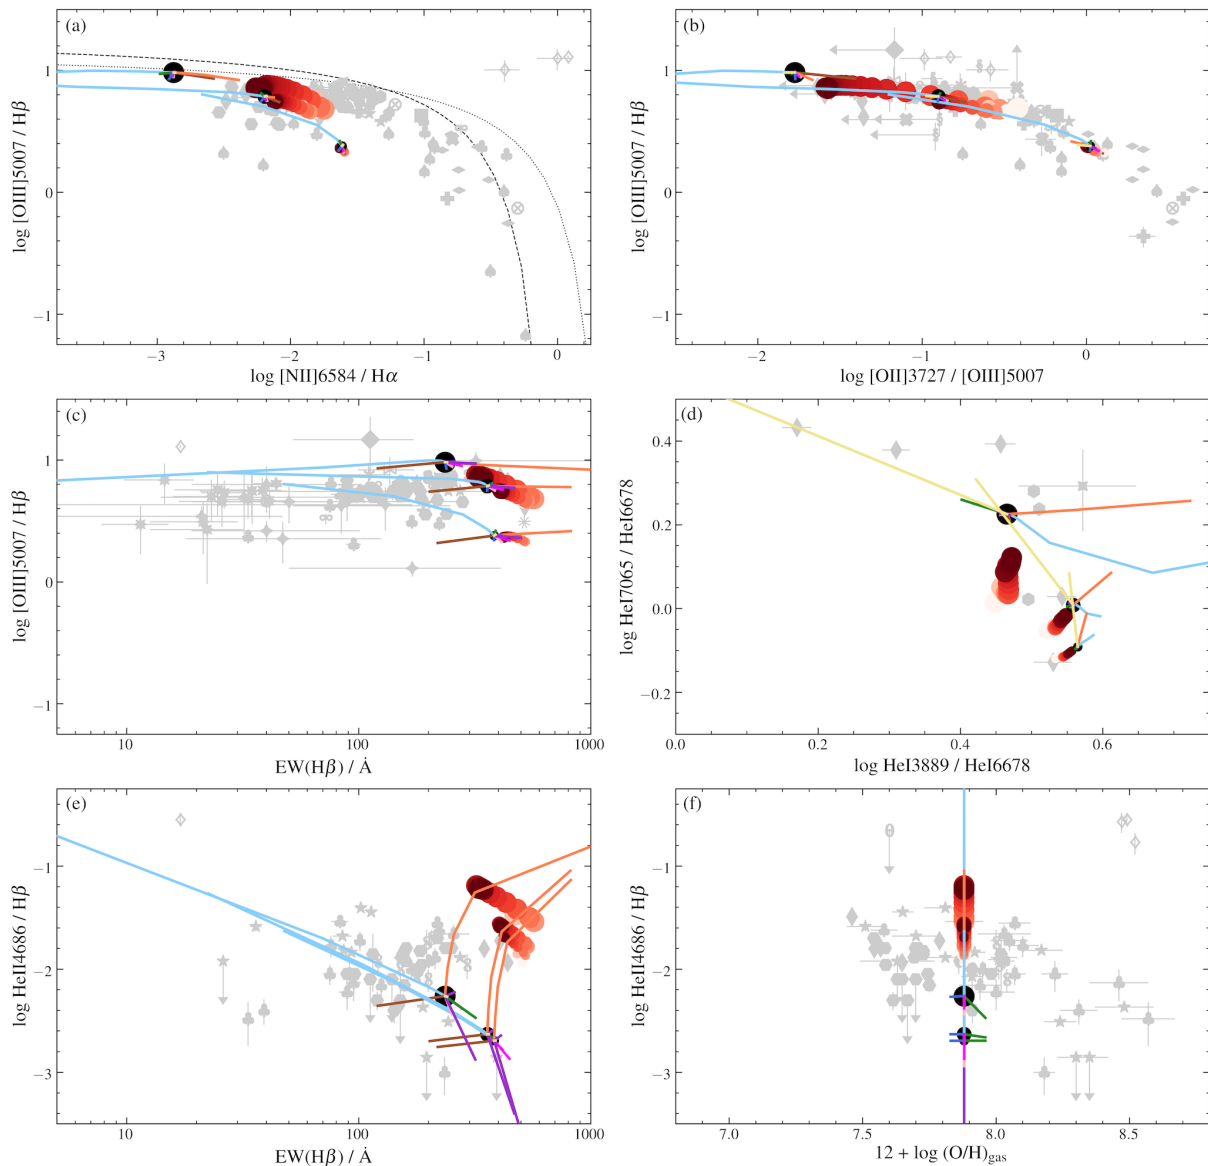 (a)
1
0
−1
log [OIII]5007 / Hβ
−3
−2
−1
0
log [NII]6584 / Hα
(b)
1
0
−1
log [OIII]5007 / Hβ
−2
−1
0
log [OII]3727 / [OIII]5007
(c)
1
0
−1
log [OIII]5007 / Hβ
10
100
1000
EW(Hβ) / Å
(d)
0.4
0.2
0.0
−0.2
log HeI7065 / HeI6678
0.0
0.2
0.4
0.6
log HeI3889 / HeI6678
(e)
−1
−2
−3
log HeII4686 / Hβ
10
100
1000
EW(Hβ) / Å
(f)
−1
−2
−3
log HeII4686 / Hβ
7.0
7.5
8.0
8.5
12 + log (O/H)gas